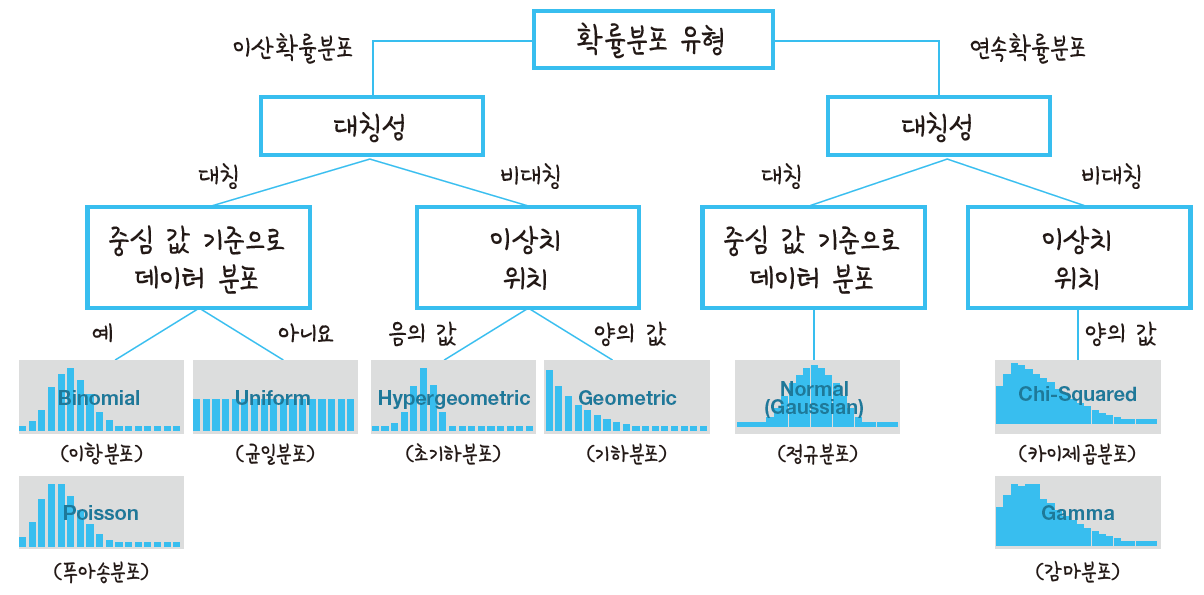 확률분포 유형
이산확률분포
연속확률분포
대칭성
대칭성
대칭
비대칭
대칭
비대칭
중심 값 기준으로
데이터 분포
이상치
위치
중심 값 기준으로
데이터 분포
이상치
위치
예
아니요
음의 값
양의 값
양의 값
Binomial
Uniform
Hypergeometric
Geometric
Normal
(Gaussian)
Chi-Squared
(이항분포)
(균일분포)
(초기하분포)
(기하분포)
(정규분포)
(카이제곱분포)
Poisson
Gamma
(푸아송분포)
(감마분포)